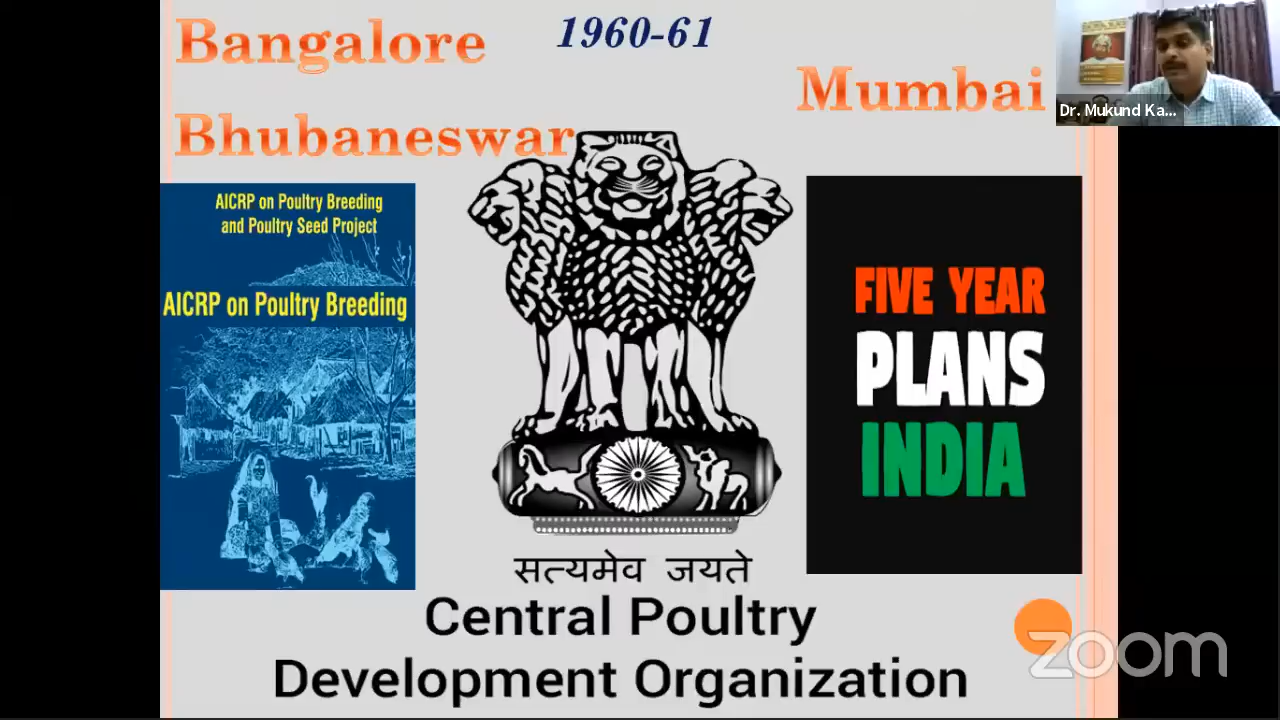 Bangalore
1960-61
Mumbai
Dr. Mukund Ka...
Bhubaneswar
AICRP on Poultry Breeding
and Poultry Seed Project
AICRP on Poultry Breeding
FIVE YEAR
PLANS
INDIA
सत्यमेव जयते
Central Poultry
Development Organization
zoom